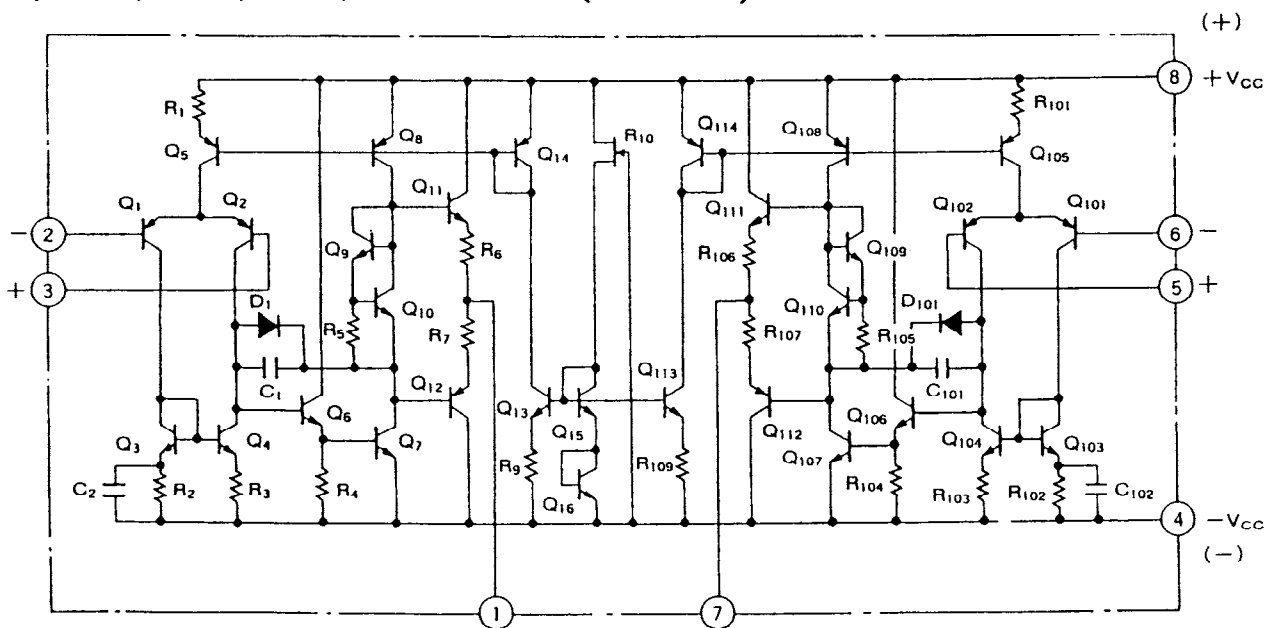 (+)
8 +VCC
R1
Q5
Q8
Q14
R10
Q114
Q108
R101
Q105
Q1
Q2
Q11
Q111
Q102
Q101
− 2
6 −
Q9
R6
R106
Q109
+ 3
5 +
D1
Q10
Q110
D101
R5
R7
R107
R105
C1
Q12
Q113
C101
Q6
Q13
Q106
Q3
Q4
Q7
Q15
Q112
Q104
Q103
Q107
C2
R2
R3
R4
R9
Q16
R109
R104
R103
R102
C102
4 −VCC
(−)
1
7